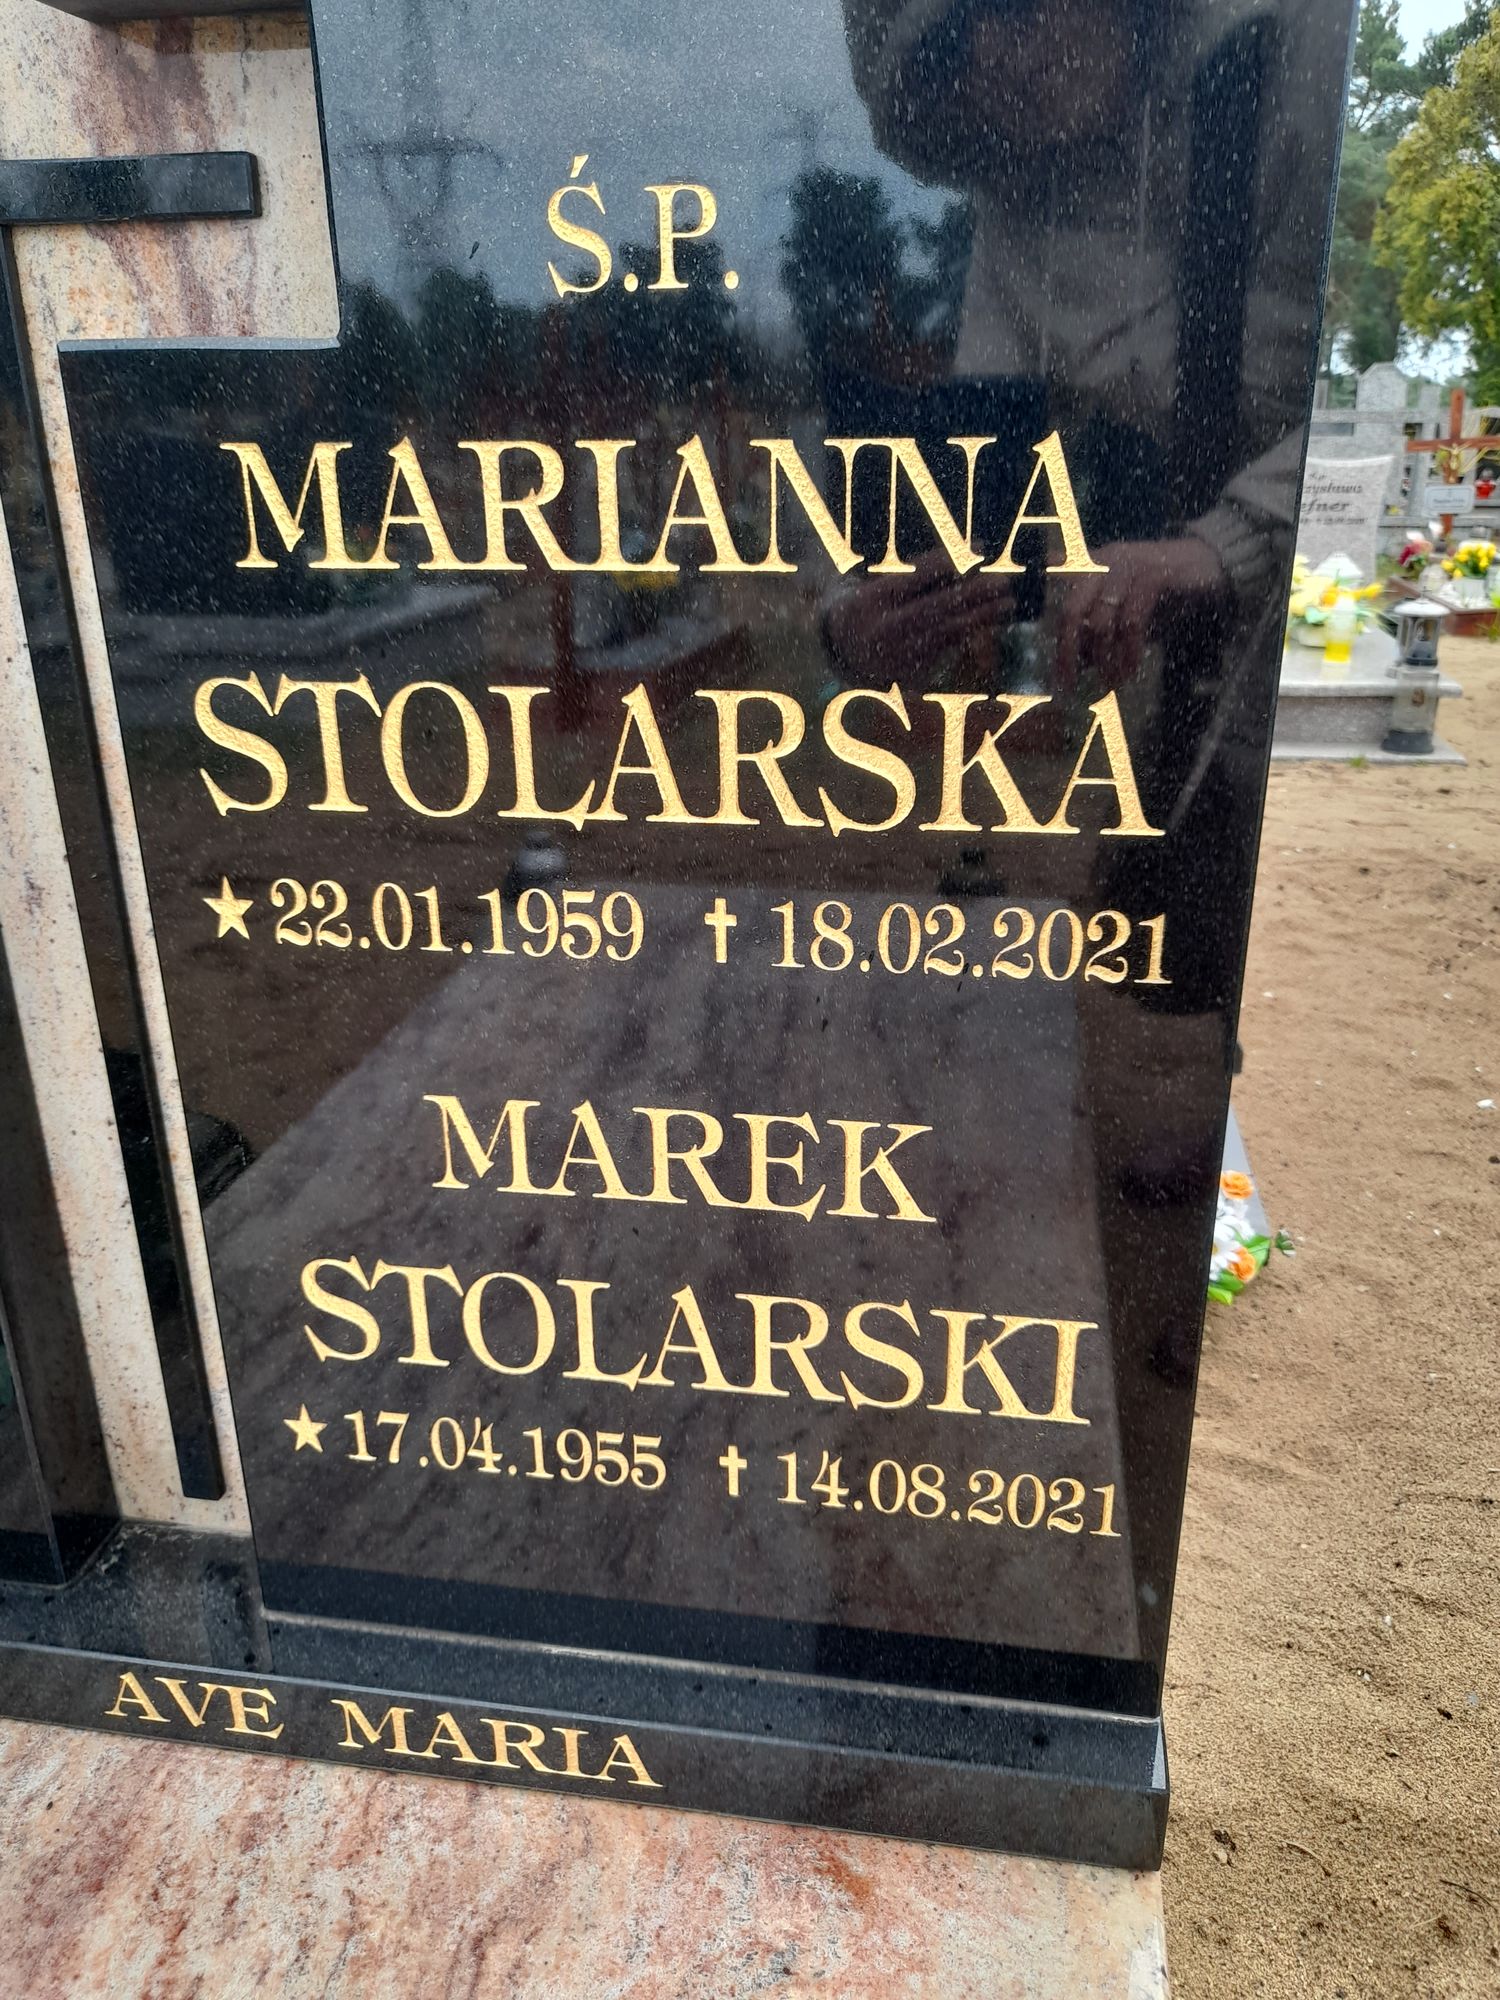 Ś.P.
MARIANNA
STOLARSKA
★22.01.1959 ✝18.02.2021
MAREK
STOLARSKI
★17.04.1955 ✝14.08.2021
AVE MARIA